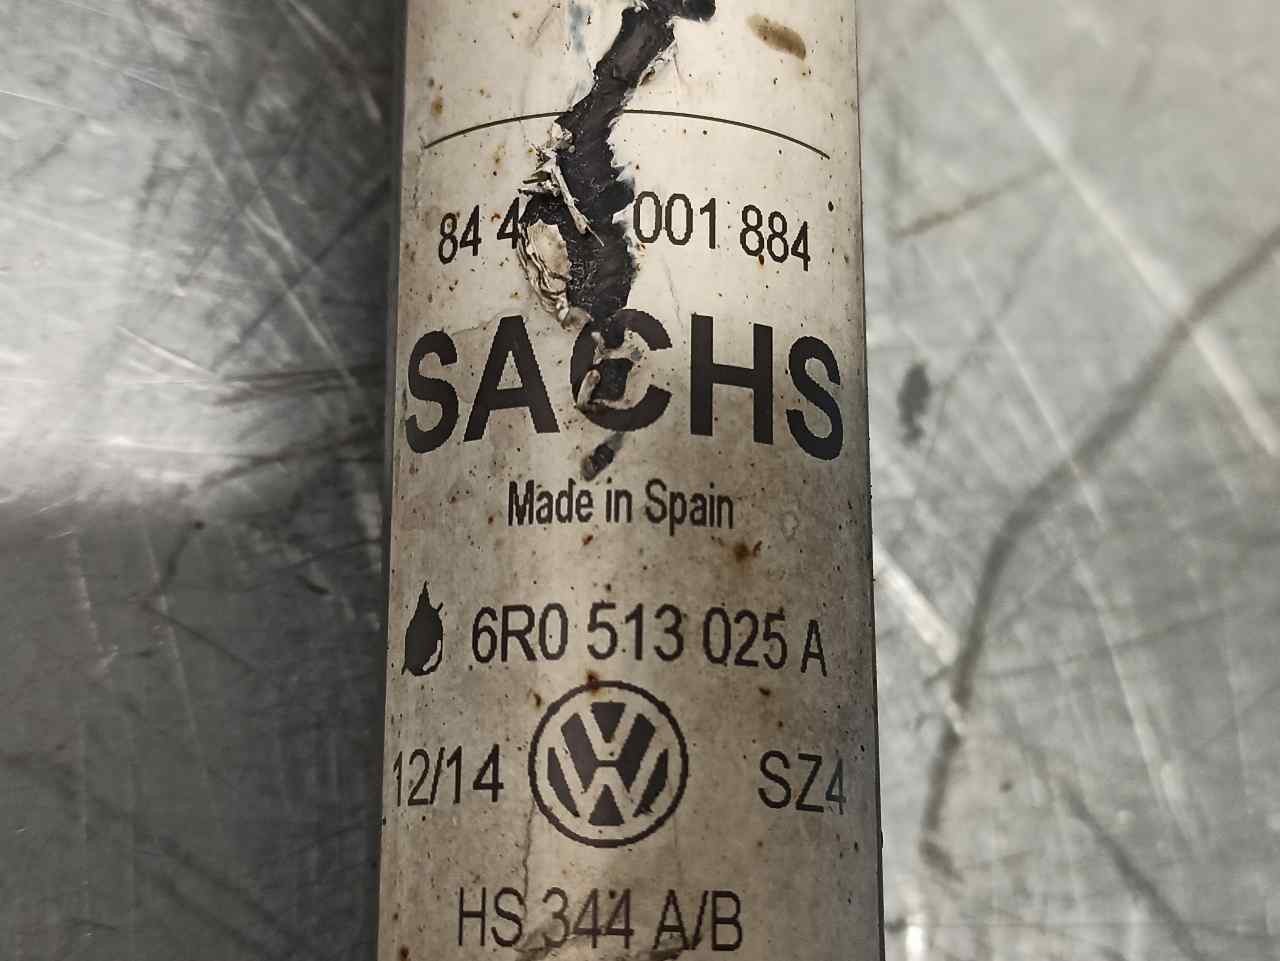 84 4 001 884
SACHS
Made in Spain
6R0 513 025 A
12/14 SZ4
HS 344 A/B